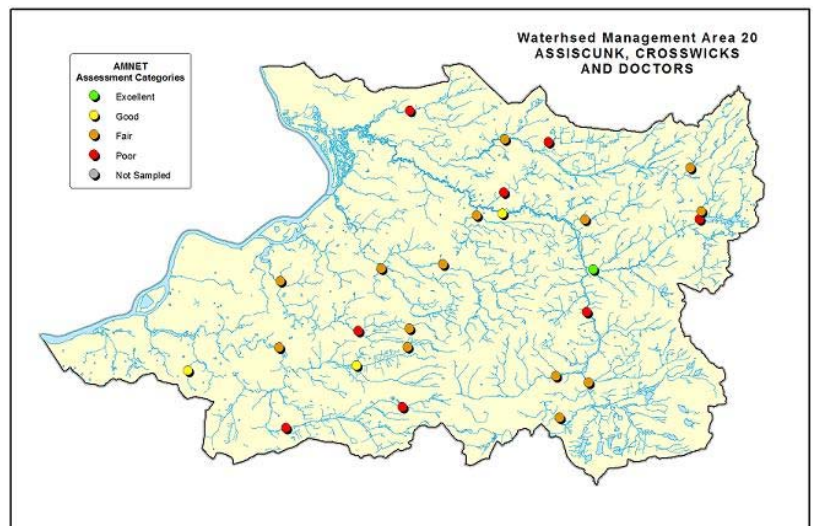 Waterhsed Management Area 20
ASSISCUNK, CROSSWICKS
AND DOCTORS
AMNET
Assessment Categories
Excellent
Good
Fair
Poor
Not Sampled